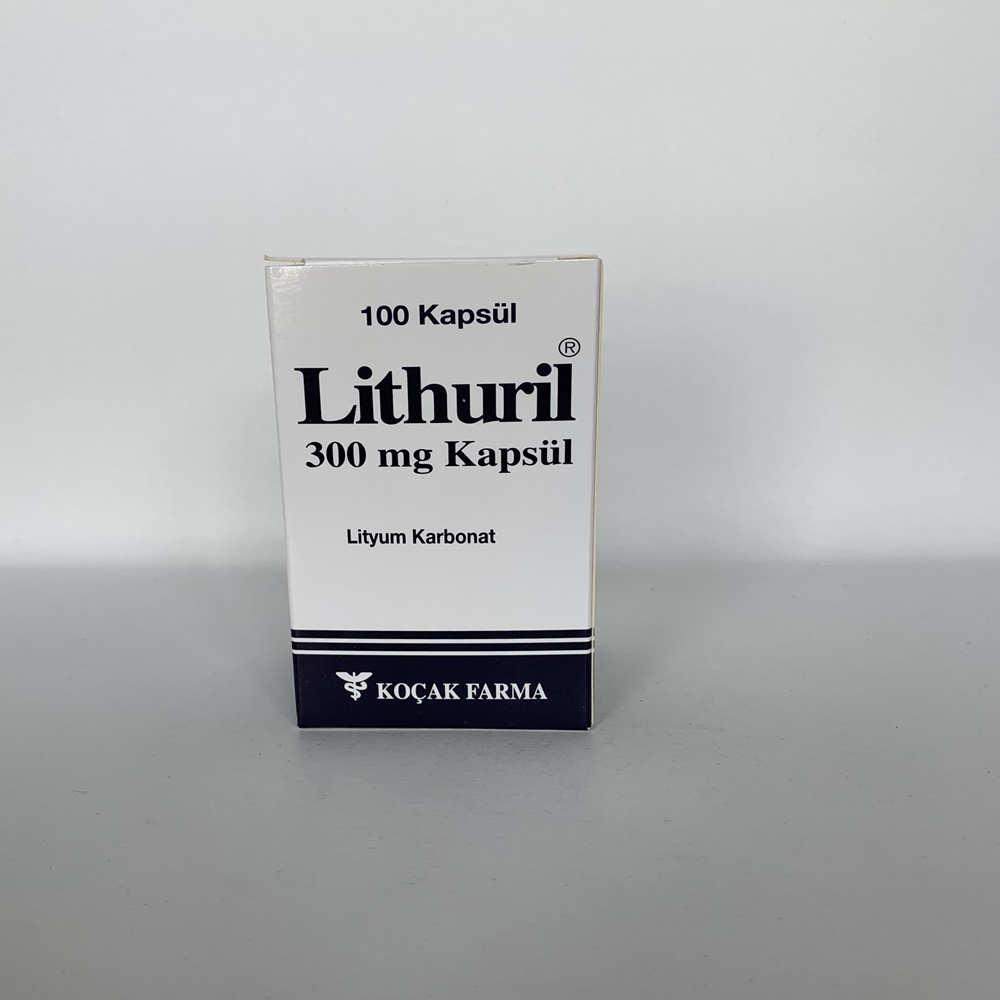 100 Kapsül
Lithuril®
300 mg Kapsül
Lityum Karbonat
KOÇAK FARMA